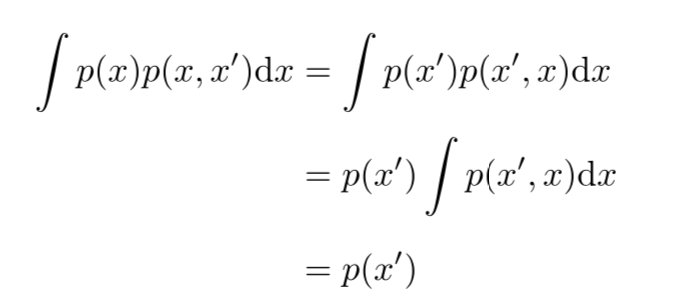 ∫ p(x)p(x, x′)dx = ∫ p(x′)p(x′, x)dx
= p(x′) ∫ p(x′, x)dx
= p(x′)